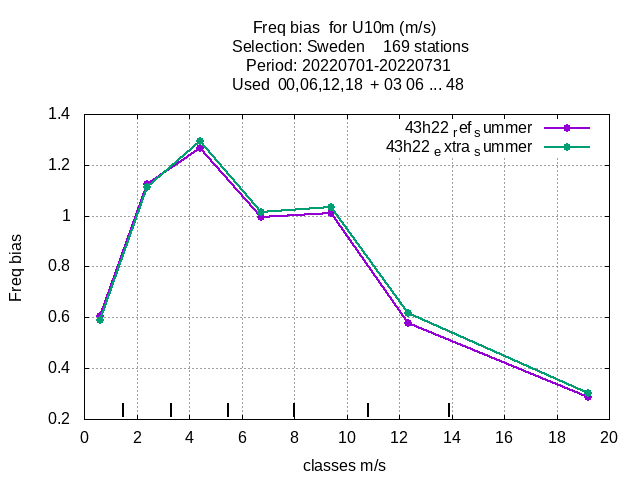 Freq bias  for U10m (m/s)
Selection: Sweden    169 stations
Period: 20220701-20220731
Used  00,06,12,18  + 03 06 ... 48
1.4
1.2
1
0.8
0.6
0.4
0.2
Freq bias
43h22 ref summer
43h22 extra summer
0 2 4 6 8 10 12 14 16 18 20
classes m/s